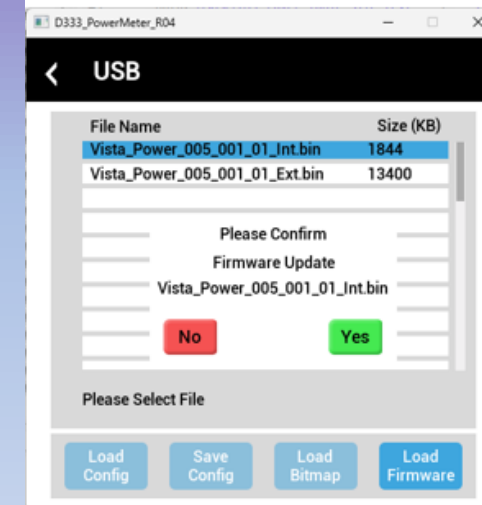 D333_PowerMeter_R04
USB
File Name Size (KB)
Vista_Power_005_001_01_Int.bin 1844
Vista_Power_005_001_01_Ext.bin 13400
Please Confirm
Firmware Update
Vista_Power_005_001_01_Int.bin
No Yes
Please Select File
Load Save Load Load
Config Config Bitmap Firmware